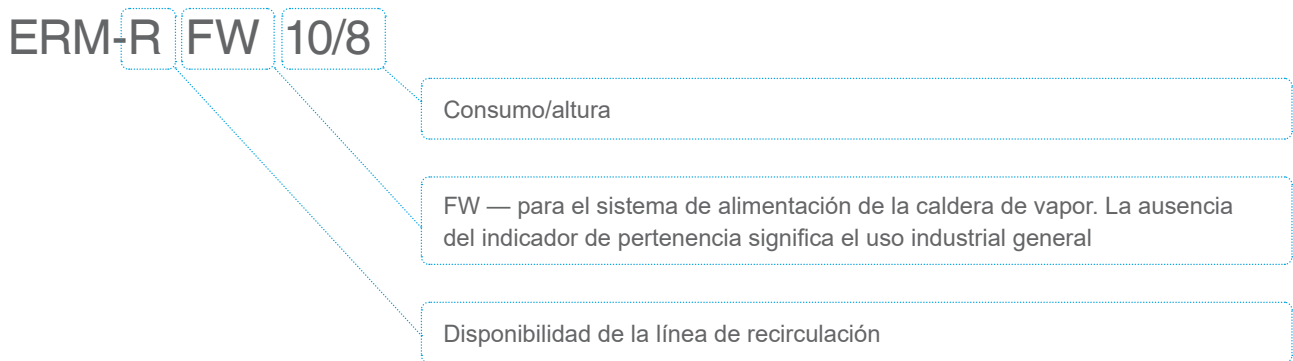 ERM-R FW 10/8
Consumo/altura
FW — para el sistema de alimentación de la caldera de vapor. La ausencia
del indicador de pertenencia significa el uso industrial general
Disponibilidad de la línea de recirculación